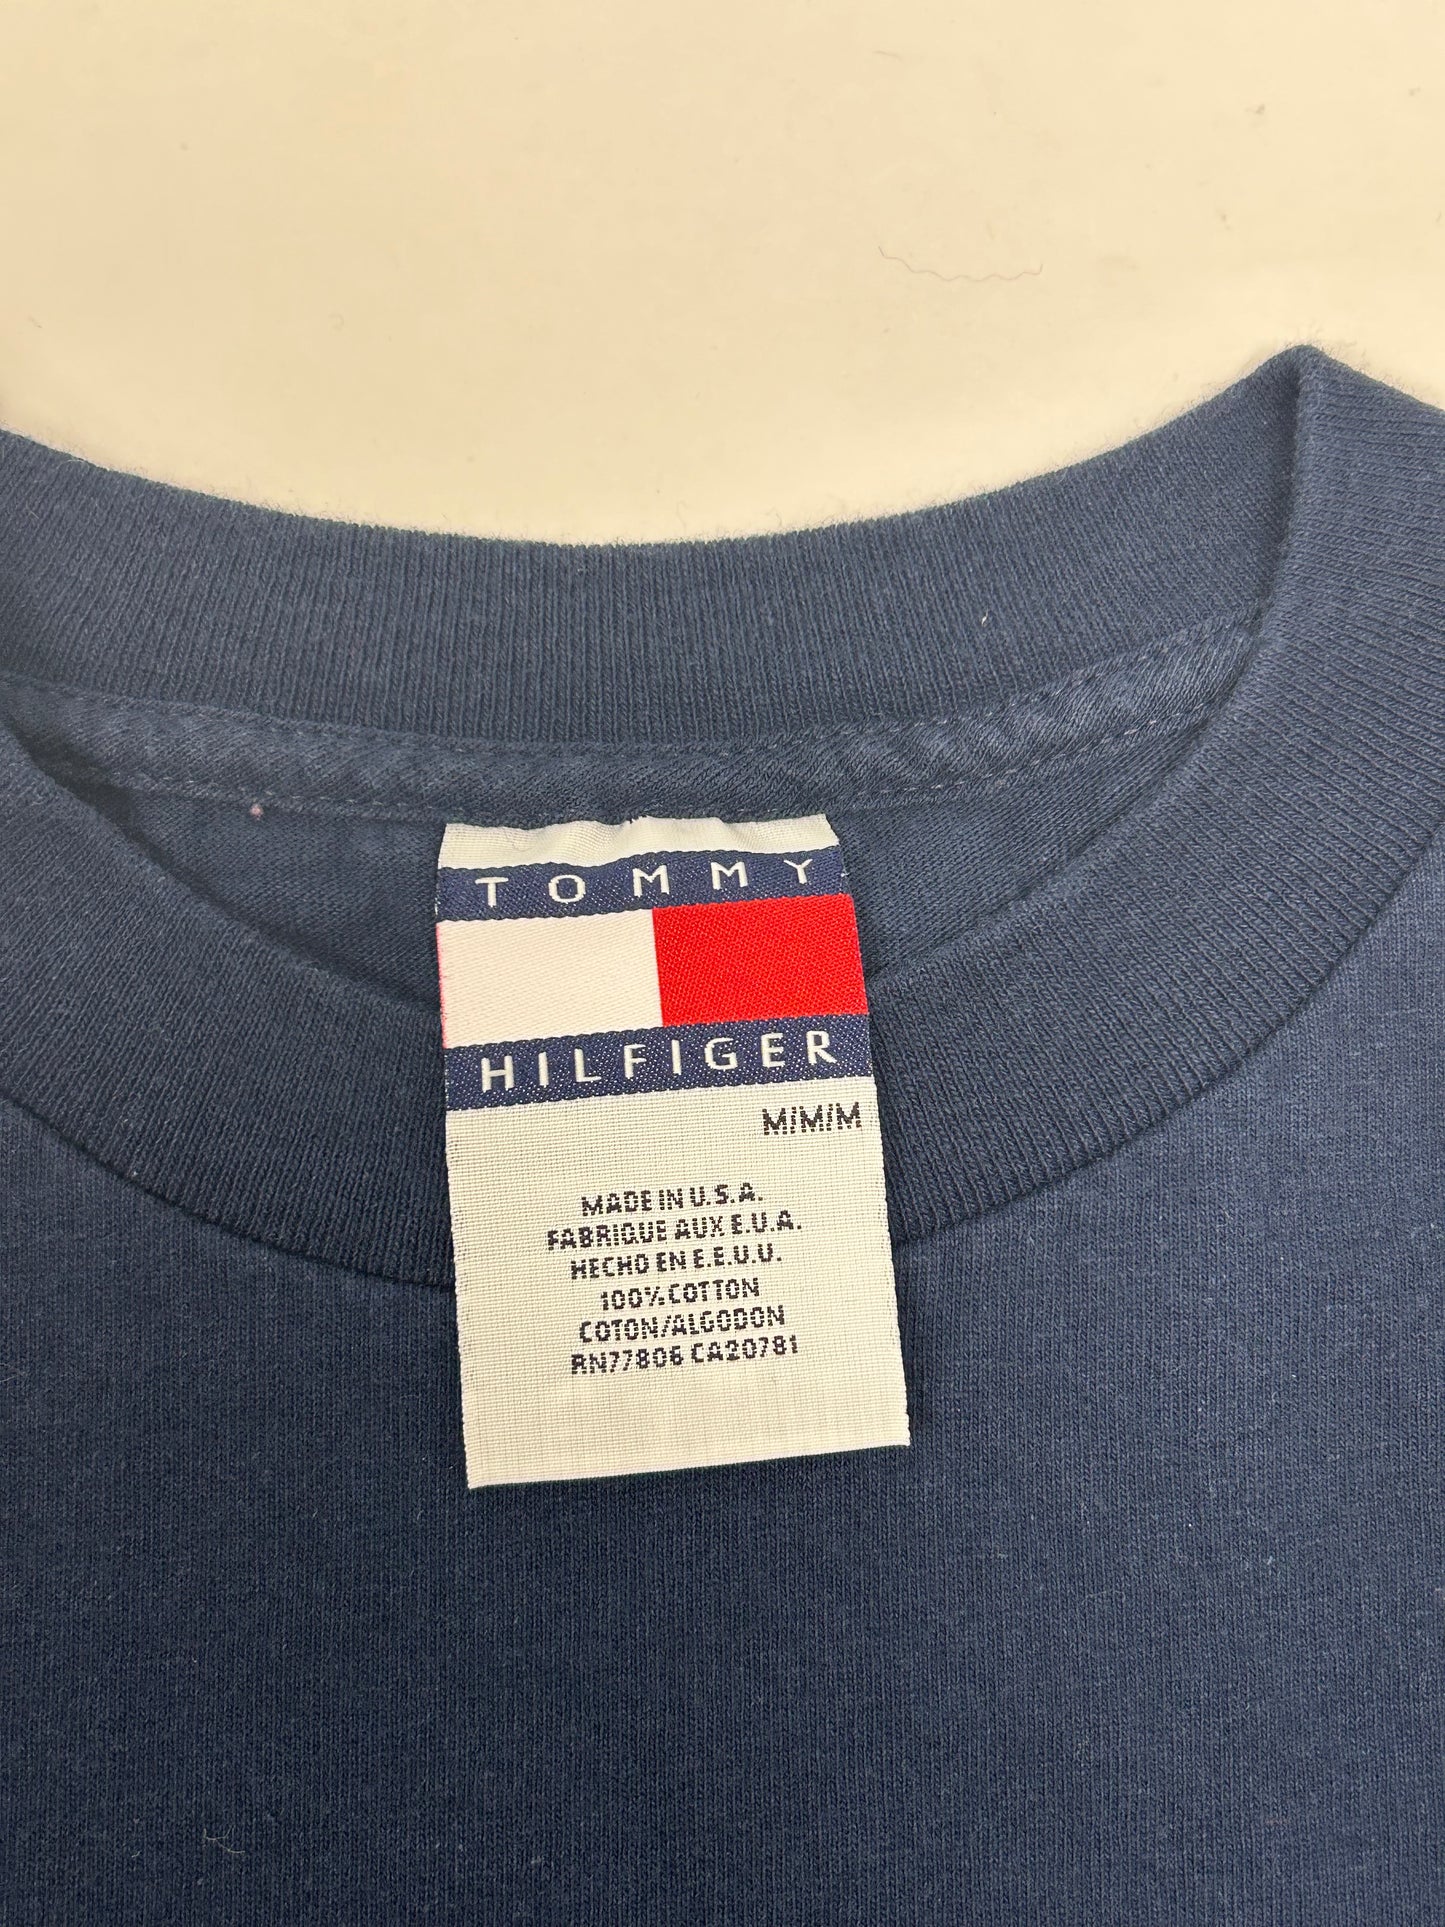 TOMMY
HILFIGER
M/M/M
MADE IN U.S.A.
FABRIQUE AUX E.U.A.
HECHO EN E.E.U.U.
100% COTTON
COTON/ALGODON
RN77806 CA20781